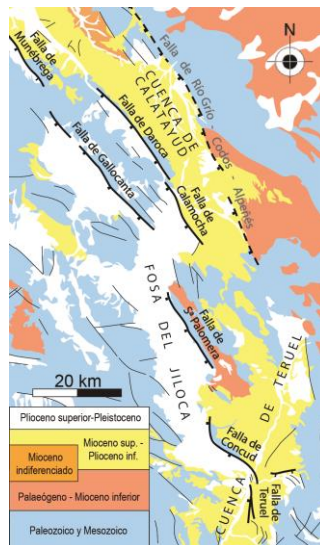 N
Falla de
Munébrega
Falla de Río Grío - Codos - Alpeñés
CUENCA DE
CALATAYUD
Falla de Daroca
Falla de Gallocanta
Falla de
Calamocha
FOSA DEL JILOCA
Falla de
Sª Palomera
20 km
CUENCA DE TERUEL
Falla de
Concud
Falla de
Teruel
Plioceno superior-Pleistoceno
Mioceno sup. -
Plioceno inf.
Mioceno
indiferenciado
Palaeógeno - Mioceno inferior
Paleozoico y Mesozoico